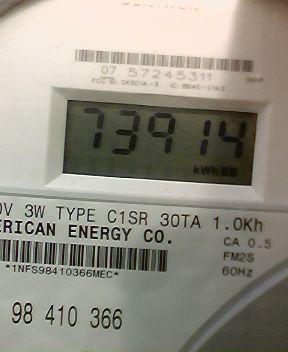 07 57245311
73914
kWh
0V 3W TYPE C1SR 30TA 1.0Kh
ERICAN ENERGY CO.
CA 0.5
FM2S
60Hz
*1NFS98410366MEC*
98 410 366